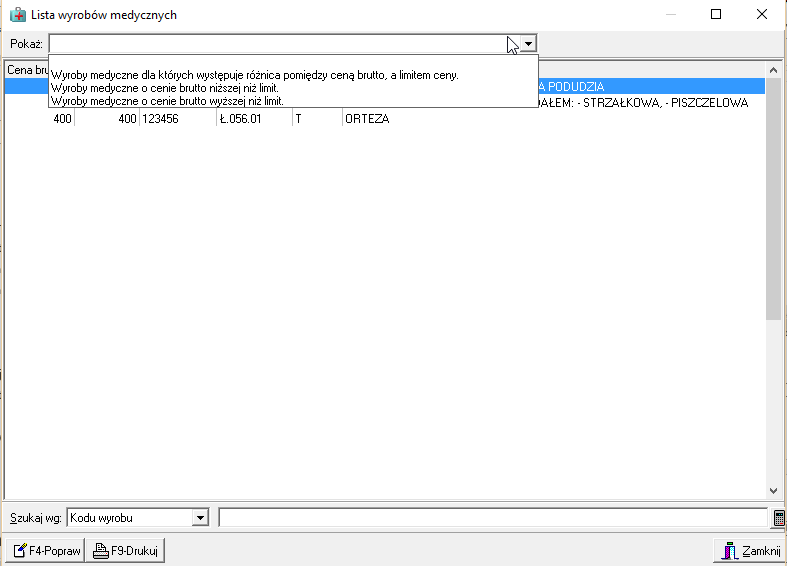 Lista wyrobów medycznych
Pokaż:
Wyroby medyczne dla których występuje różnica pomiędzy ceną brutto, a limitem ceny.
Wyroby medyczne o cenie brutto niższej niż limit.
Wyroby medyczne o cenie brutto wyższej niż limit.
Cena bru
A PODUDZIA
DAŁEM: - STRZAŁKOWA, - PISZCZELOWA
400 400 123456 Ł.056.01 T ORTEZA
Szukaj wg: Kodu wyrobu
F4-Popraw F9-Drukuj Zamknij